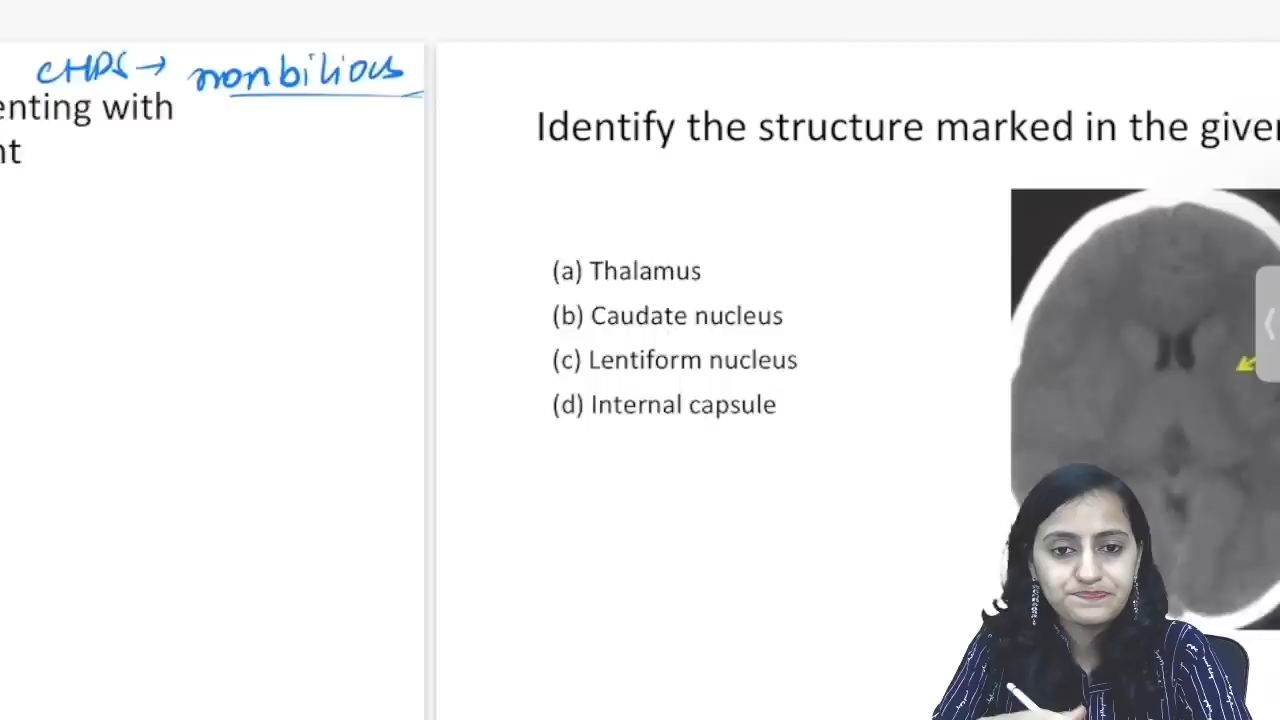 CHPS → nonbilious
enting with
nt
Identify the structure marked in the given
(a) Thalamus
(b) Caudate nucleus
(c) Lentiform nucleus
(d) Internal capsule